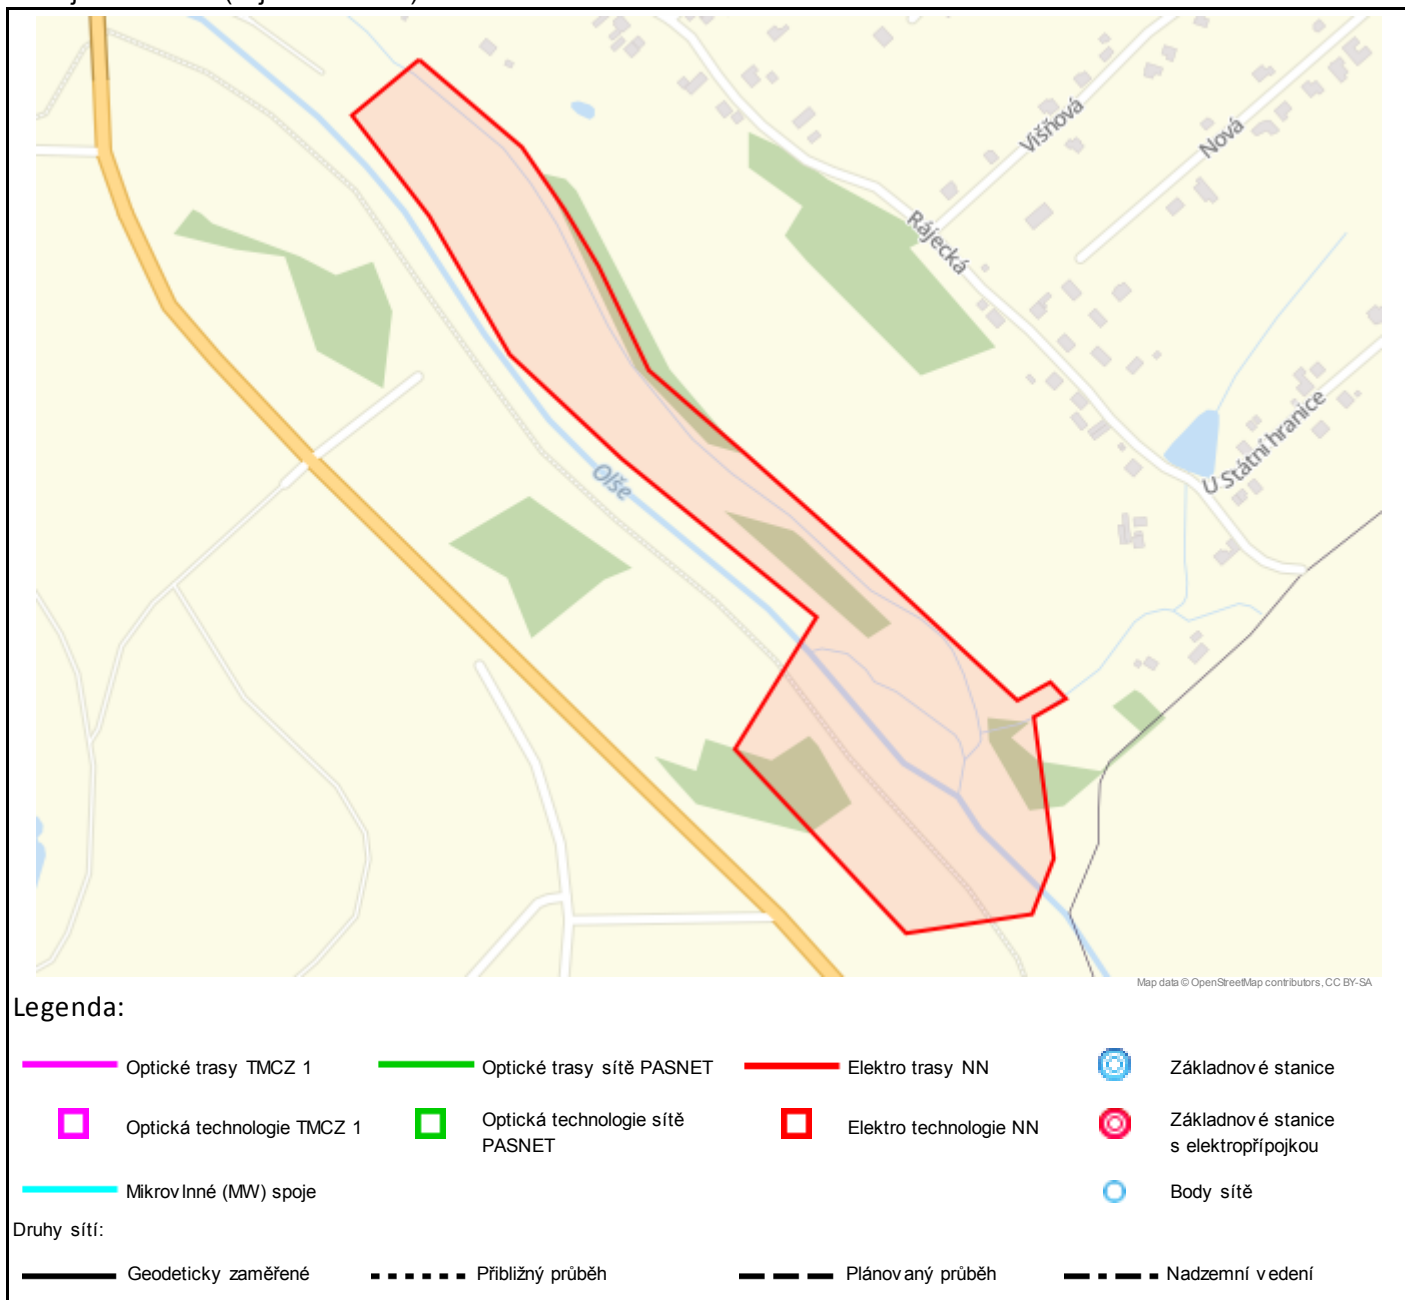 Višňová
Nová
Rájecká
U Státní hranice
Olše
Map data © OpenStreetMap contributors, CC BY-SA
Legenda:
Optické trasy TMCZ 1
Optické trasy sítě PASNET
Elektro trasy NN
Základnové stanice
Optická technologie TMCZ 1
Optická technologie sítě
PASNET
Elektro technologie NN
Základnové stanice
s elektropřípojkou
Mikrovlnné (MW) spoje
Body sítě
Druhy sítí:
Geodeticky zaměřené
Přibližný průběh
Plánovaný průběh
Nadzemní vedení